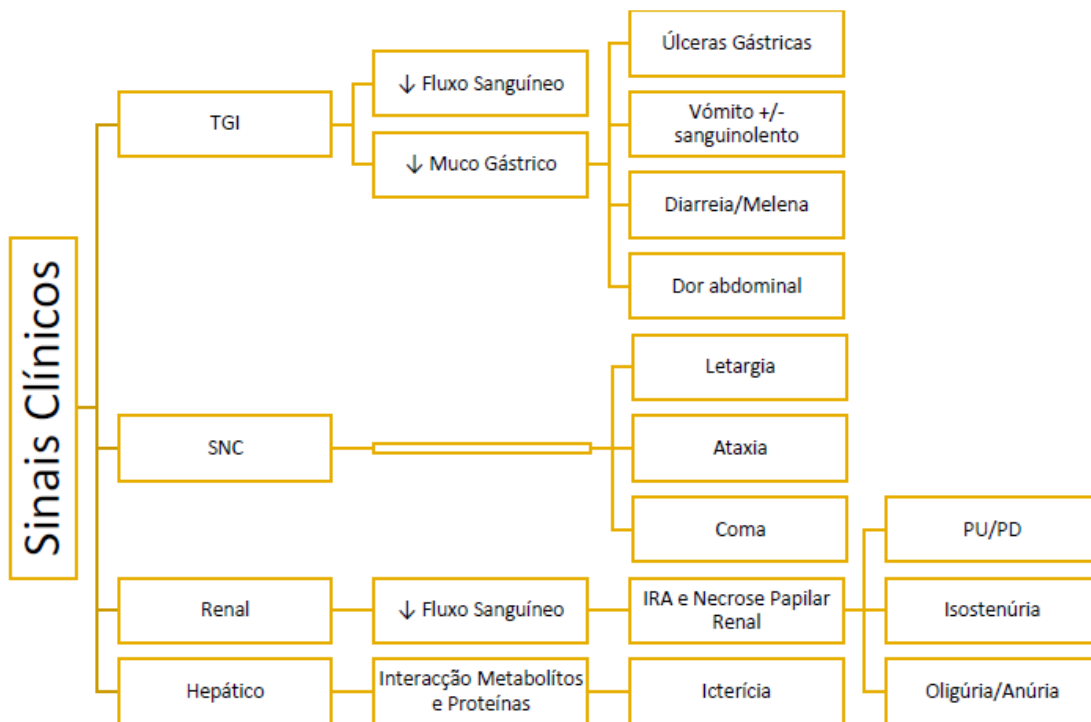 Sinais Clínicos
TGI
↓ Fluxo Sanguíneo
↓ Muco Gástrico
Úlceras Gástricas
Vómito +/-
sanguinolento
Diarreia/Melena
Dor abdominal
SNC
Letargia
Ataxia
Coma
Renal
↓ Fluxo Sanguíneo
IRA e Necrose Papilar
Renal
PU/PD
Isostenúria
Oligúria/Anúria
Hepático
Interacção Metabolítos
e Proteínas
Icterícia